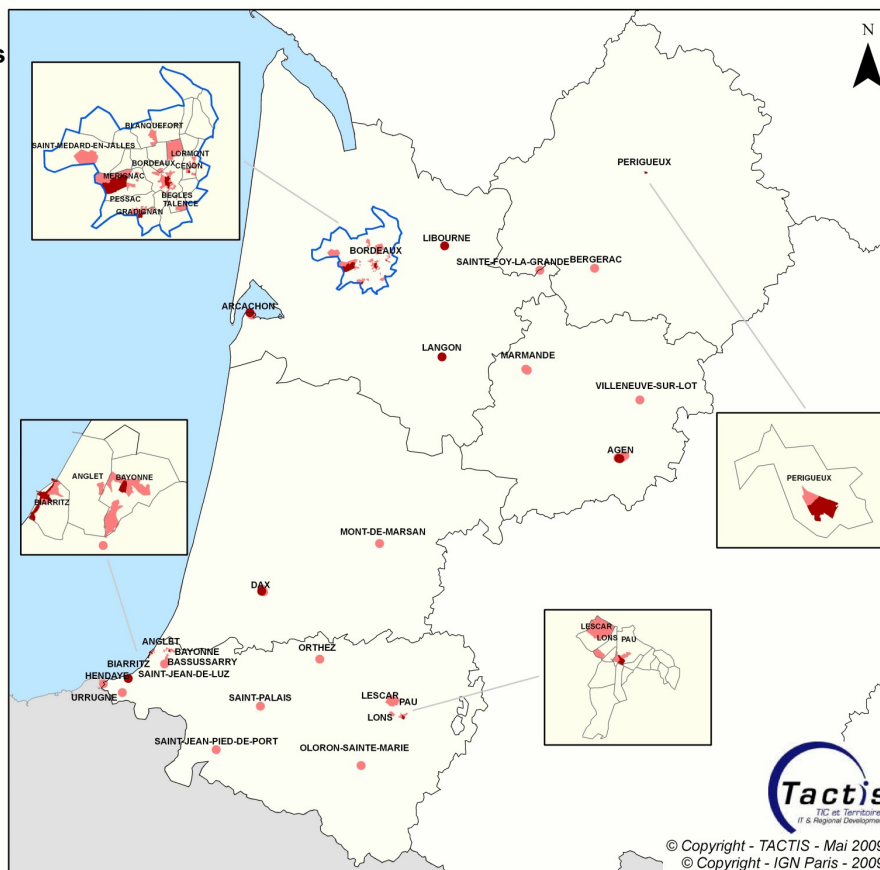 s
N
BLANQUEFORT
SAINT-MEDARD-EN-JALLES
LORMONT
BORDEAUX
CENON
MERIGNAC
PESSAC
BEGLES
TALENCE
GRADIGNAN
PERIGUEUX
LIBOURNE
BORDEAUX
SAINTE-FOY-LA-GRANDE
BERGERAC
ARCACHON
LANGON
MARMANDE
VILLENEUVE-SUR-LOT
AGEN
ANGLET
BAYONNE
BIARRITZ
PERIGUEUX
MONT-DE-MARSAN
DAX
LESCAR
LONS
PAU
ANGLET
BAYONNE
BASSUSSARRY
BIARRITZ
SAINT-JEAN-DE-LUZ
HENDAYE
URRUGNE
ORTHEZ
SAINT-PALAIS
LESCAR
PAU
LONS
SAINT-JEAN-PIED-DE-PORT
OLORON-SAINTE-MARIE
Tactis
TIC et Territoire
IT & Regional Developme
© Copyright - TACTIS - Mai 2009
© Copyright - IGN Paris - 2009